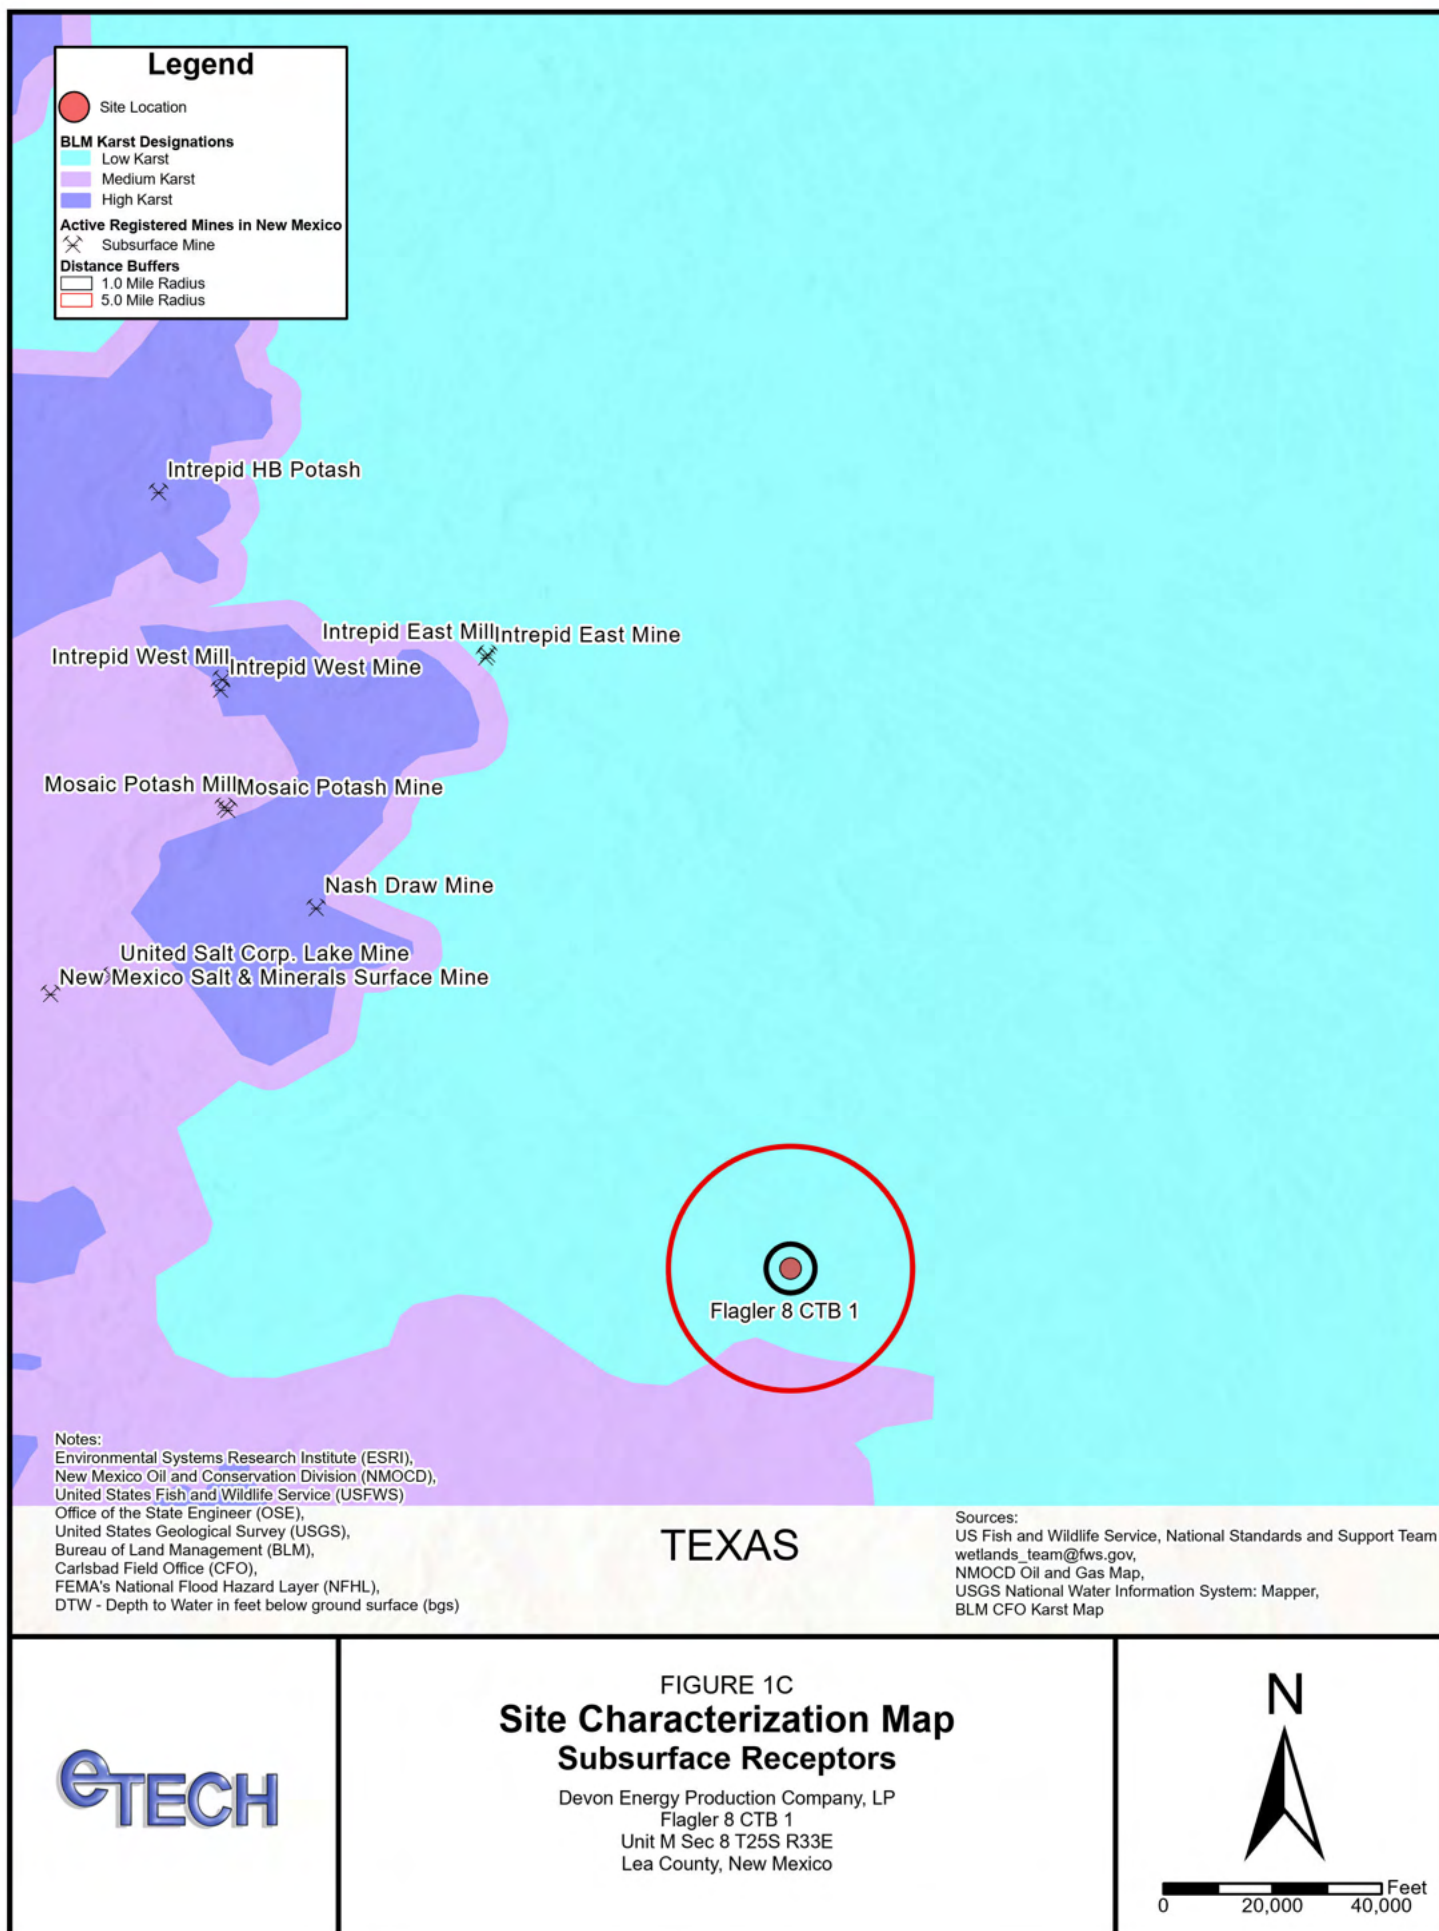 Legend
Site Location
BLM Karst Designations
Low Karst
Medium Karst
High Karst
Active Registered Mines in New Mexico
Subsurface Mine
Distance Buffers
1.0 Mile Radius
5.0 Mile Radius
Intrepid HB Potash
Intrepid East Mill
Intrepid East Mine
Intrepid West Mill
Intrepid West Mine
Mosaic Potash Mill
Mosaic Potash Mine
Nash Draw Mine
United Salt Corp. Lake Mine
New Mexico Salt & Minerals Surface Mine
Flagler 8 CTB 1
Notes:
Environmental Systems Research Institute (ESRI),
New Mexico Oil and Conservation Division (NMOCD),
United States Fish and Wildlife Service (USFWS)
Office of the State Engineer (OSE),
United States Geological Survey (USGS),
Bureau of Land Management (BLM),
Carlsbad Field Office (CFO),
FEMA's National Flood Hazard Layer (NFHL),
DTW - Depth to Water in feet below ground surface (bgs)
TEXAS
Sources:
US Fish and Wildlife Service, National Standards and Support Team
wetlands_team@fws.gov,
NMOCD Oil and Gas Map,
USGS National Water Information System: Mapper,
BLM CFO Karst Map
eTECH
FIGURE 1C
Site Characterization Map
Subsurface Receptors
Devon Energy Production Company, LP
Flagler 8 CTB 1
Unit M Sec 8 T25S R33E
Lea County, New Mexico
N
Feet
0 20,000 40,000